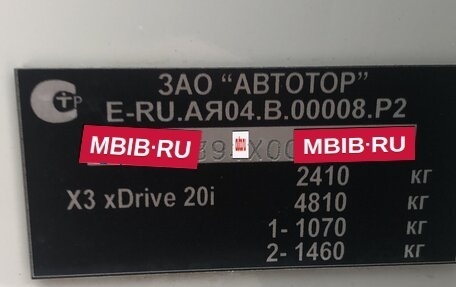 ЗАО "АВТОТОР"
E-RU.АЯ04.В.00008.Р2
MBIB·RU MBIB·RU
2410 кг
X3 xDrive 20i 4810 кг
1- 1070 кг
2- 1460 кг